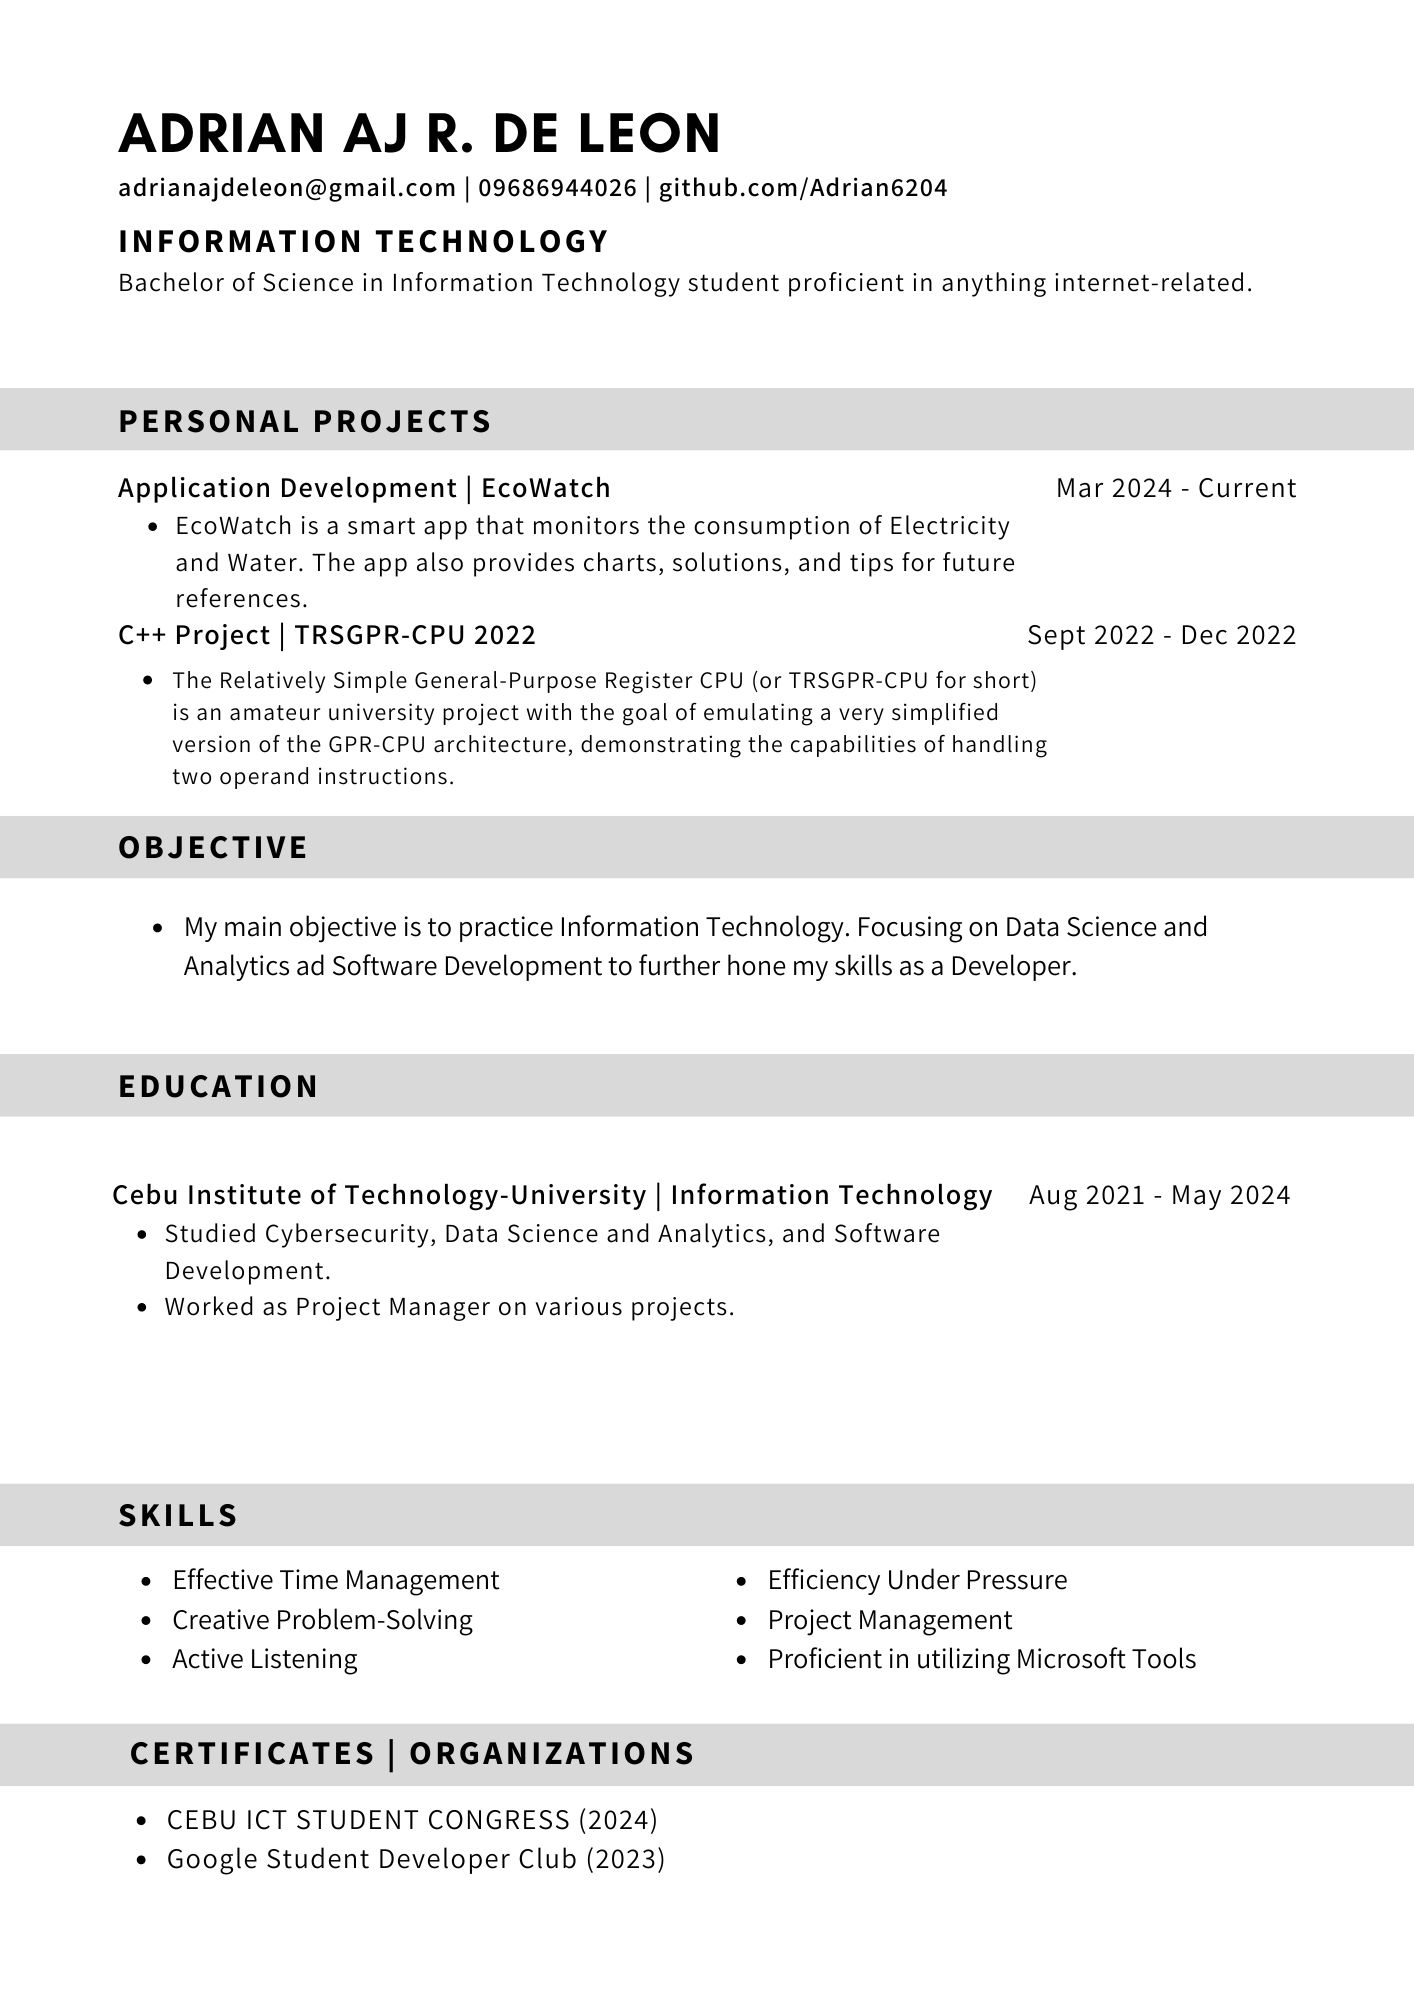 ADRIAN AJ R. DE LEON
adrianajdeleon@gmail.com | 09686944026 | github.com/Adrian6204
INFORMATION TECHNOLOGY
Bachelor of Science in Information Technology student proficient in anything internet-related.
PERSONAL PROJECTS
Application Development | EcoWatch Mar 2024 - Current
• EcoWatch is a smart app that monitors the consumption of Electricity
and Water. The app also provides charts, solutions, and tips for future
references.
C++ Project | TRSGPR-CPU 2022 Sept 2022 - Dec 2022
• The Relatively Simple General-Purpose Register CPU (or TRSGPR-CPU for short)
is an amateur university project with the goal of emulating a very simplified
version of the GPR-CPU architecture, demonstrating the capabilities of handling
two operand instructions.
OBJECTIVE
• My main objective is to practice Information Technology. Focusing on Data Science and
Analytics ad Software Development to further hone my skills as a Developer.
EDUCATION
Cebu Institute of Technology-University | Information Technology Aug 2021 - May 2024
• Studied Cybersecurity, Data Science and Analytics, and Software
Development.
• Worked as Project Manager on various projects.
SKILLS
• Effective Time Management
• Creative Problem-Solving
• Active Listening
• Efficiency Under Pressure
• Project Management
• Proficient in utilizing Microsoft Tools
CERTIFICATES | ORGANIZATIONS
• CEBU ICT STUDENT CONGRESS (2024)
• Google Student Developer Club (2023)